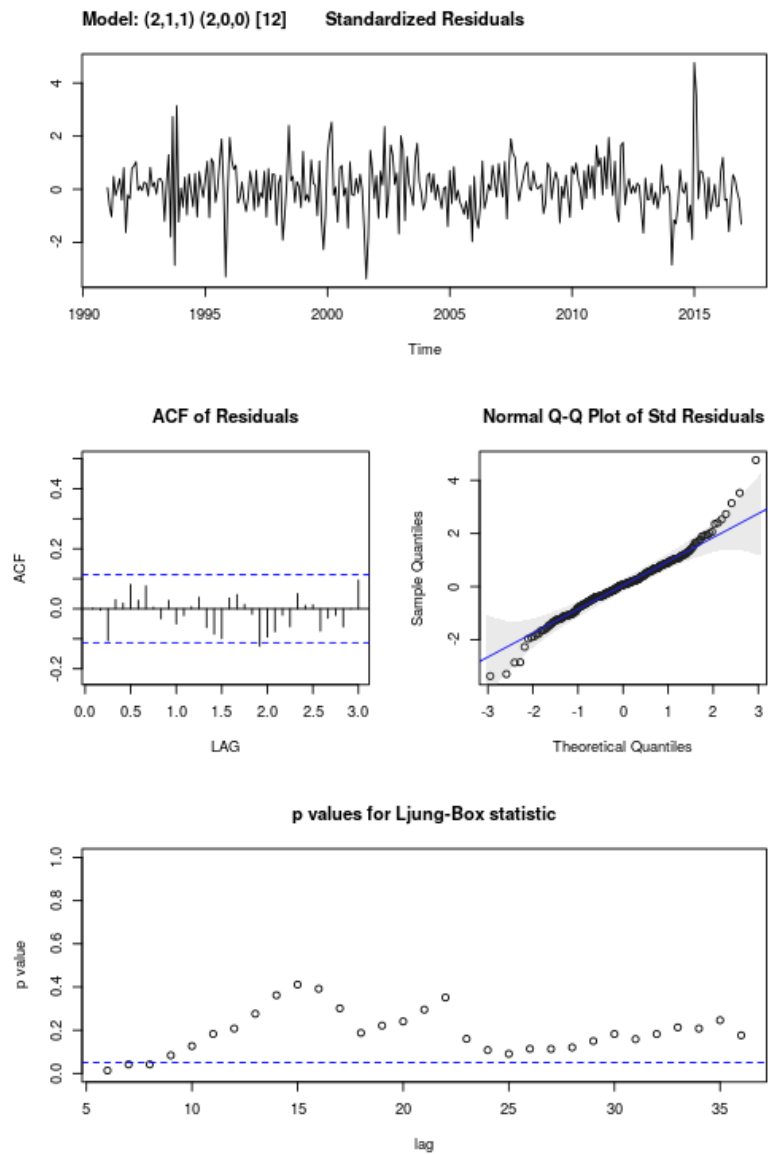 Model: (2,1,1) (2,0,0) [12] Standardized Residuals
4
2
0
-2
1990 1995 2000 2005 2010 2015
Time
ACF of Residuals
ACF
0.4
0.2
0.0
-0.2
0.0 0.5 1.0 1.5 2.0 2.5 3.0
LAG
Normal Q-Q Plot of Std Residuals
Sample Quantiles
4
2
0
-2
-3 -2 -1 0 1 2 3
Theoretical Quantiles
p values for Ljung-Box statistic
p value
1.0
0.8
0.6
0.4
0.2
0.0
5 10 15 20 25 30 35
lag